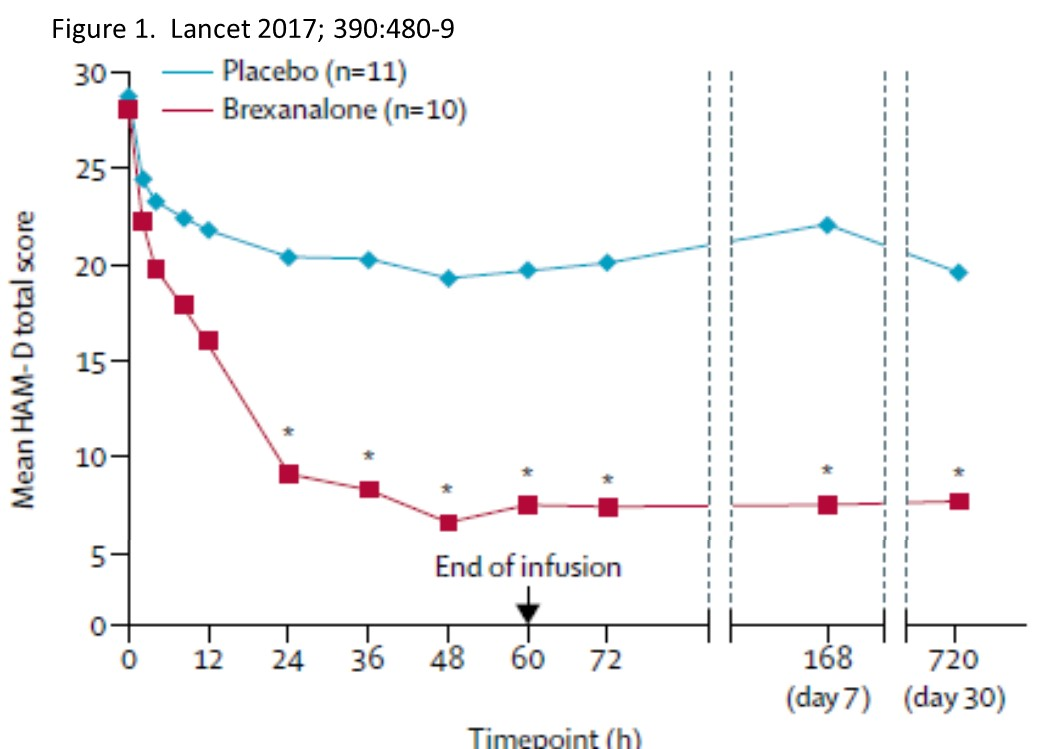 Figure 1.  Lancet 2017; 390:480-9
Placebo (n=11)
Brexanalone (n=10)
Mean HAM-D total score
30
25
20
15
10
5
0
* * * * * * *
End of infusion
0 12 24 36 48 60 72 168 720
(day 7) (day 30)
Timepoint (h)